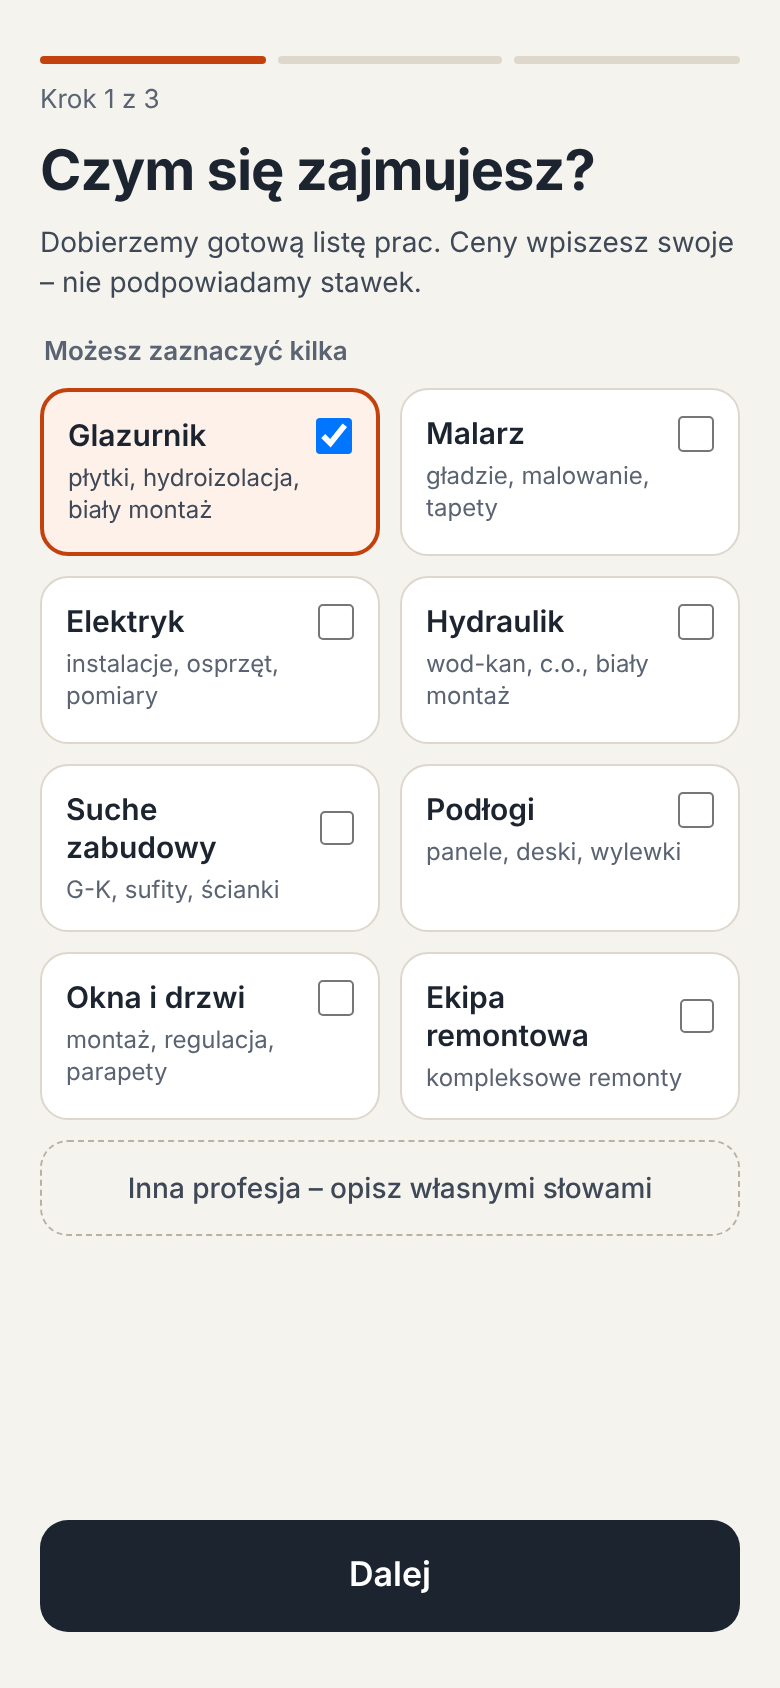 Krok 1 z 3
Czym się zajmujesz?
Dobierzemy gotową listę prac. Ceny wpiszesz swoje
– nie podpowiadamy stawek.
Możesz zaznaczyć kilka
Glazurnik
płytki, hydroizolacja,
biały montaż
Malarz
gładzie, malowanie,
tapety
Elektryk
instalacje, osprzęt,
pomiary
Hydraulik
wod-kan, c.o., biały
montaż
Suche
zabudowy
G-K, sufity, ścianki
Podłogi
panele, deski, wylewki
Okna i drzwi
montaż, regulacja,
parapety
Ekipa
remontowa
kompleksowe remonty
Inna profesja – opisz własnymi słowami
Dalej